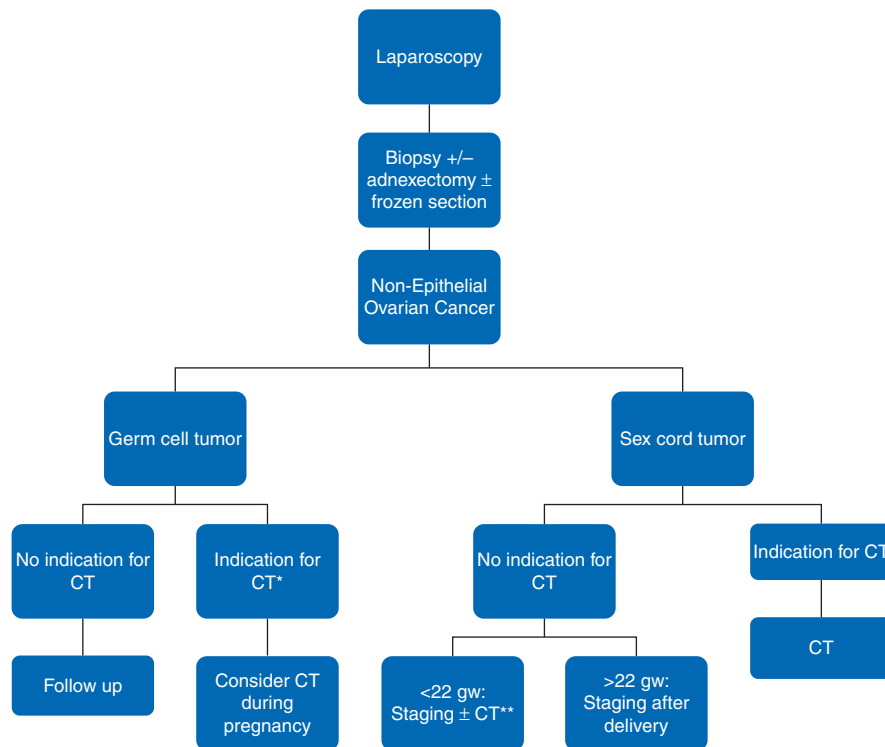 Laparoscopy
Biopsy +/–
adnexectomy ±
frozen section
Non-Epithelial
Ovarian Cancer
Germ cell tumor
Sex cord tumor
No indication for
CT
Indication for
CT*
No indication for
CT
Indication for CT
Follow up
Consider CT
during
pregnancy
<22 gw:
Staging ± CT**
>22 gw:
Staging after
delivery
CT